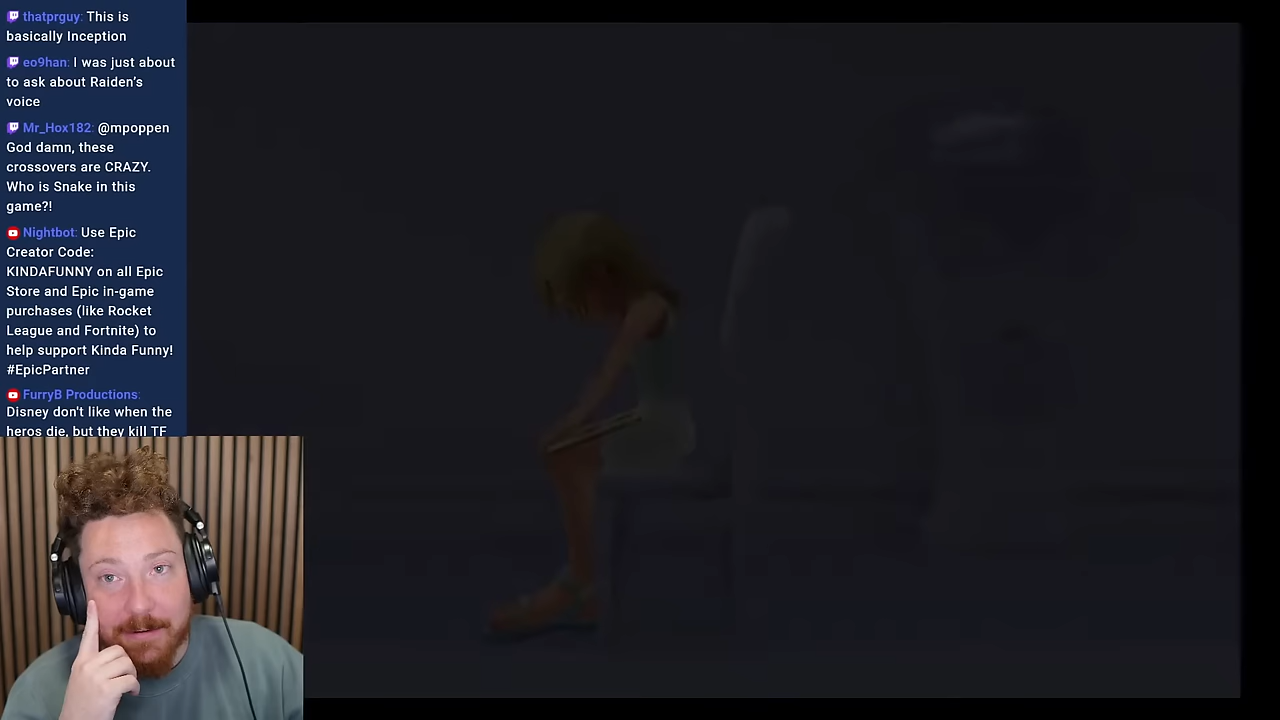 thatprguy: This is
basically Inception
eo9han: I was just about
to ask about Raiden’s
voice
Mr_Hox182: @mpoppen
God damn, these
crossovers are CRAZY.
Who is Snake in this
game?!
Nightbot: Use Epic
Creator Code:
KINDAFUNNY on all Epic
Store and Epic in-game
purchases (like Rocket
League and Fortnite) to
help support Kinda Funny!
#EpicPartner
FurryB Productions:
Disney don't like when the
heros die, but they kill TF